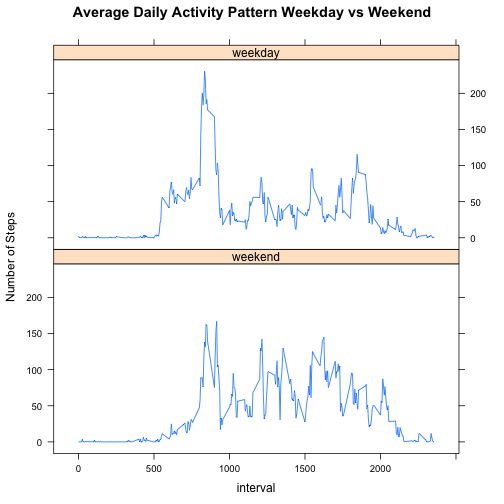 Average Daily Activity Pattern Weekday vs Weekend
weekday
200
150
100
50
0
weekend
200
150
100
50
0
Number of Steps
0 500 1000 1500 2000
interval